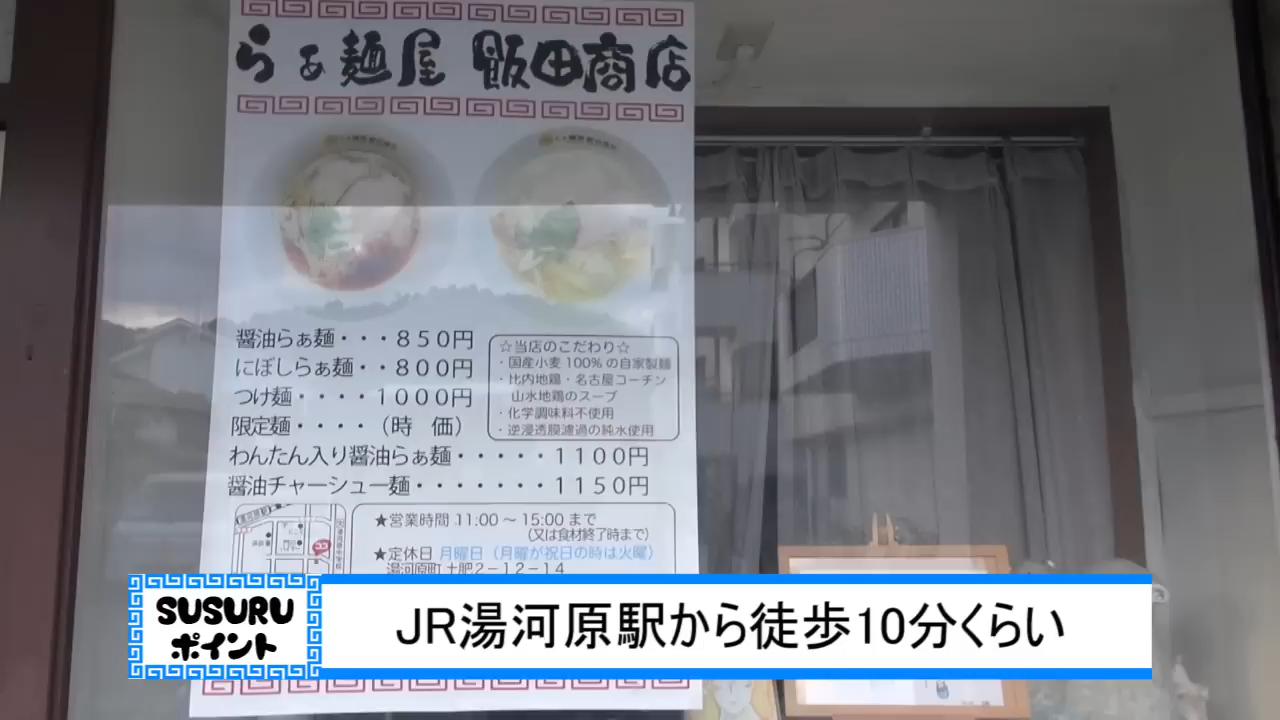 らぁ麺屋 飯田商店
醤油らぁ麺・・・８５０円
にぼしらぁ麺・・８００円
つけ麺・・・・１０００円
限定麺・・・・（時　価）
☆当店のこだわり☆
・国産小麦100%の自家製麺
・比内地鶏・名古屋コーチン
山水地鶏のスープ
・化学調味料不使用
・逆浸透膜濾過の純水使用
わんたん入り醤油らぁ麺・・・・・１１００円
醤油チャーシュー麺・・・・・・・１１５０円
★営業時間 11:00～15:00まで
(又は食材終了時まで)
★定休日 月曜日（月曜が祝日の時は火曜）
湯河原町土肥２－１２－１４
SUSURU
ポイント
JR湯河原駅から徒歩10分くらい